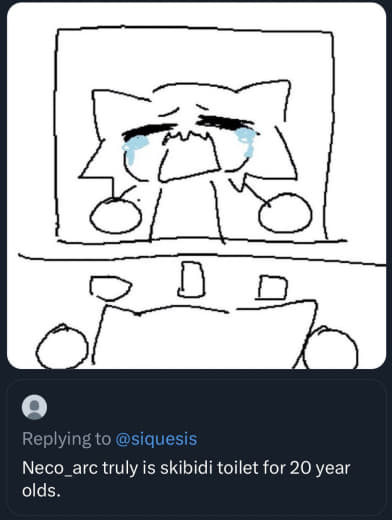 Replying to @siquesis
Neco_arc truly is skibidi toilet for 20 year
olds.